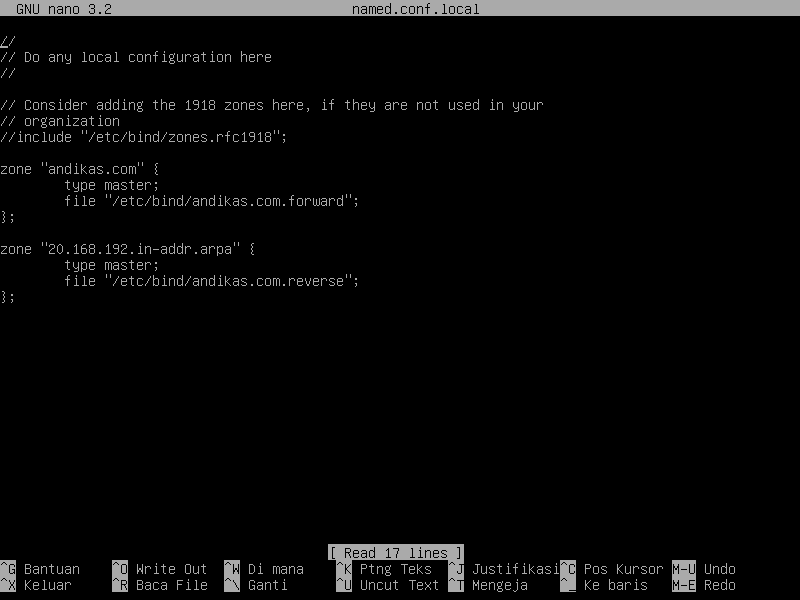 GNU nano 3.2 named.conf.local
//
// Do any local configuration here
//
// Consider adding the 1918 zones here, if they are not used in your
// organization
//include "/etc/bind/zones.rfc1918";
zone "andikas.com" {
type master;
file "/etc/bind/andikas.com.forward";
};
zone "20.168.192.in-addr.arpa" {
type master;
file "/etc/bind/andikas.com.reverse";
};
[ Read 17 lines ]
^G Bantuan ^O Write Out ^W Di mana ^K Ptng Teks ^J Justifikasi ^C Pos Kursor M-U Undo
^X Keluar ^R Baca File ^\ Ganti ^U Uncut Text ^T Mengeja ^_ Ke baris M-E Redo